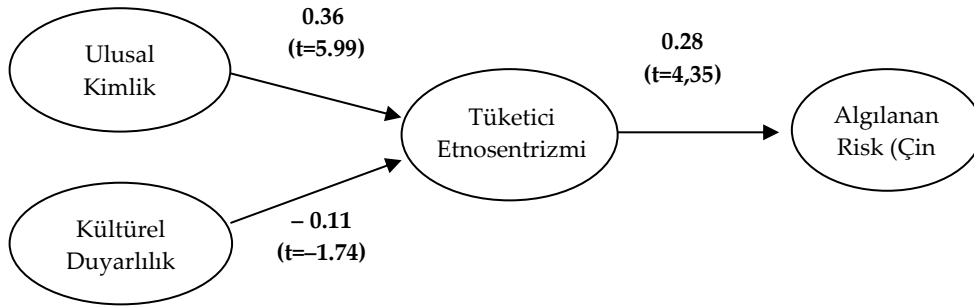 0.36
(t=5.99)
Ulusal
Kimlik
0.28
(t=4,35)
Tüketici
Etnosentrizmi
Algılanan
Risk (Çin
Kültürel
Duyarlılık
– 0.11
(t=–1.74)